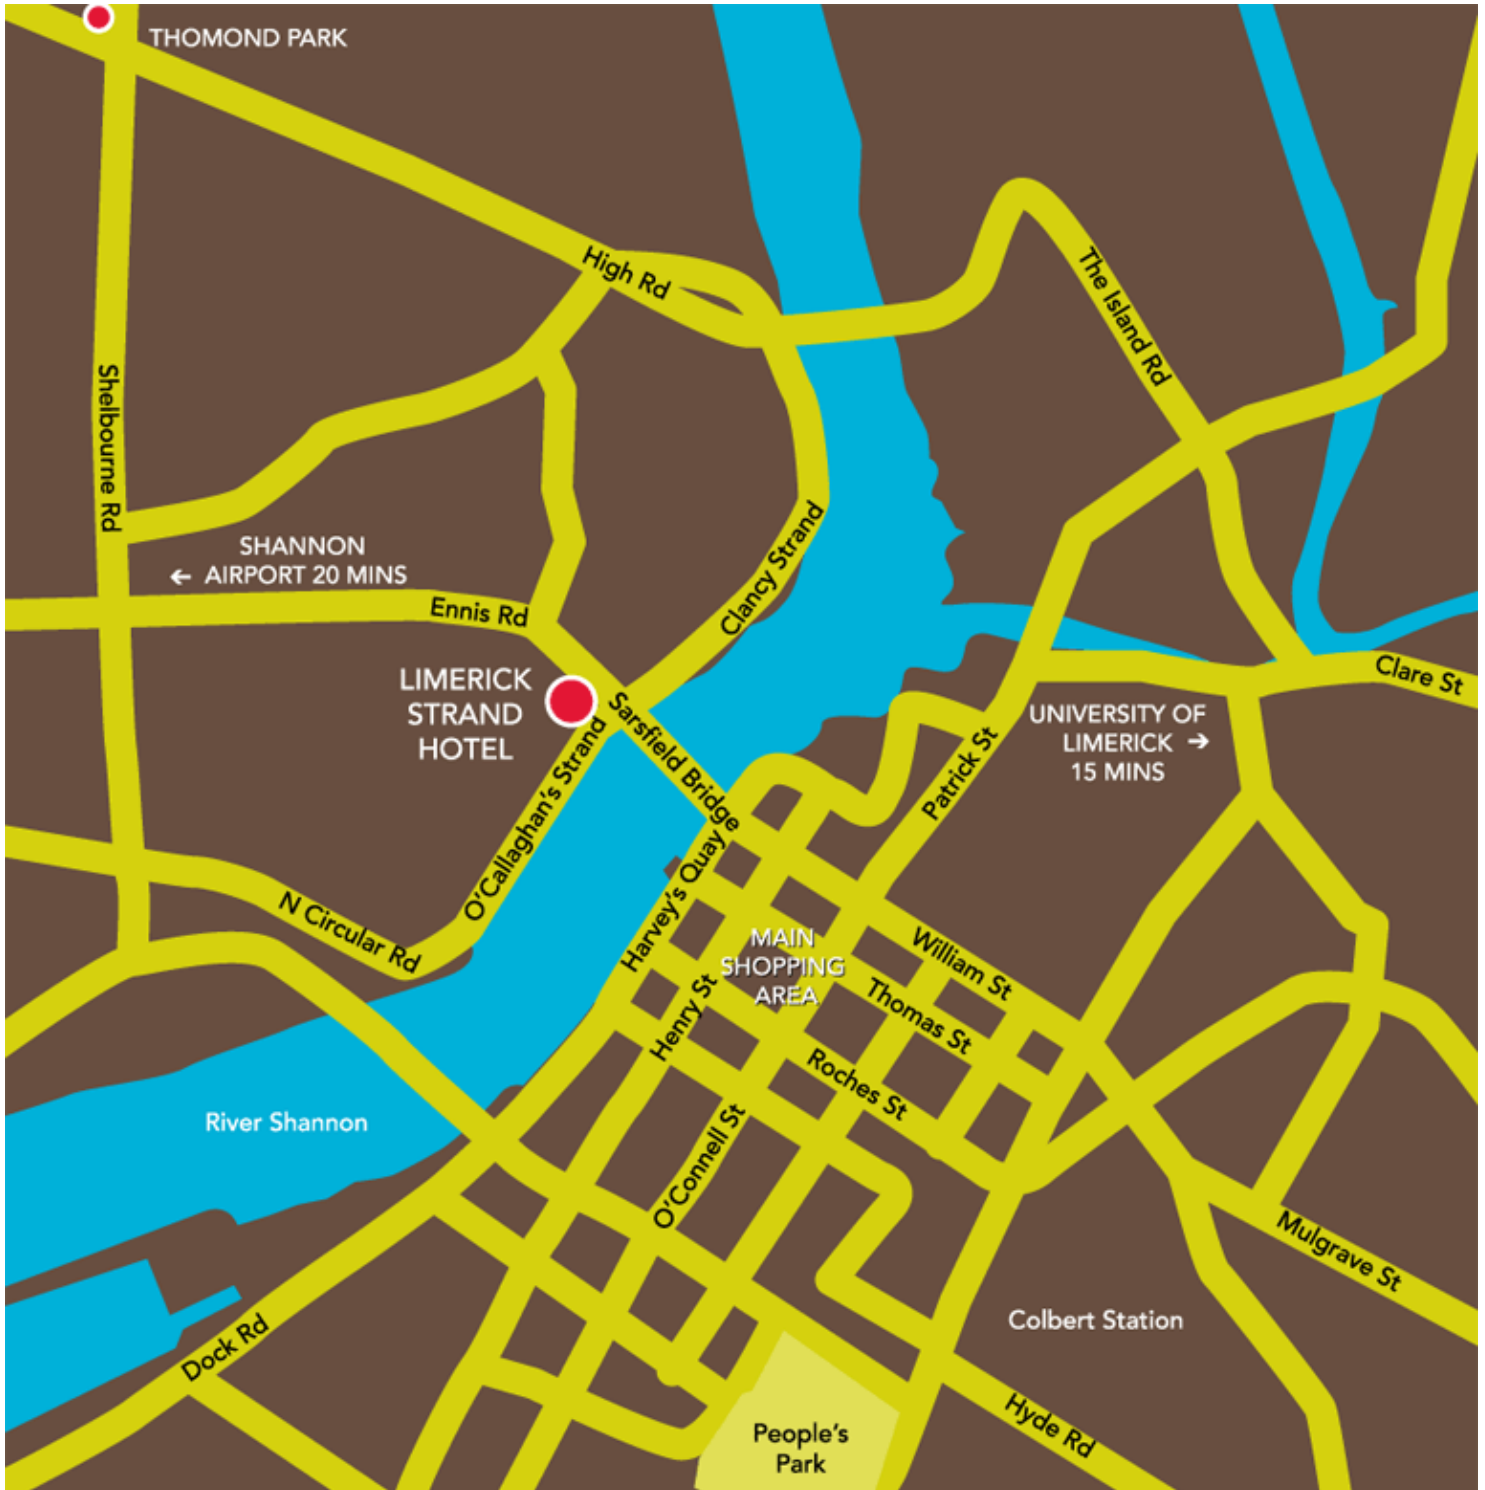 THOMOND PARK
High Rd
The Island Rd
Shelbourne Rd
SHANNON
← AIRPORT 20 MINS
Ennis Rd
Clancy Strand
LIMERICK
STRAND
HOTEL
Sarsfield Bridge
Clare St
UNIVERSITY OF
LIMERICK →
15 MINS
Patrick St
O'Callaghan's Strand
Harvey's Quay
N Circular Rd
MAIN
SHOPPING
AREA
William St
Thomas St
Henry St
Roches St
River Shannon
O'Connell St
Mulgrave St
Colbert Station
Dock Rd
Hyde Rd
People's
Park